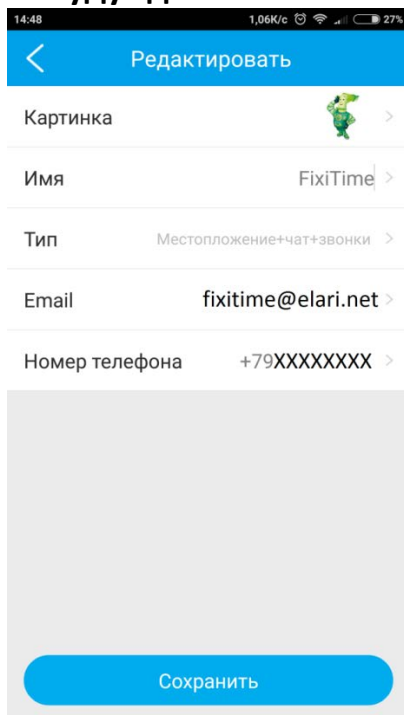 14:48 1,06K/c 27%
Редактировать
Картинка
Имя FixiTime
Тип Местопложение+чат+звонки
Email fixitime@elari.net
Номер телефона +79XXXXXXXX
Сохранить